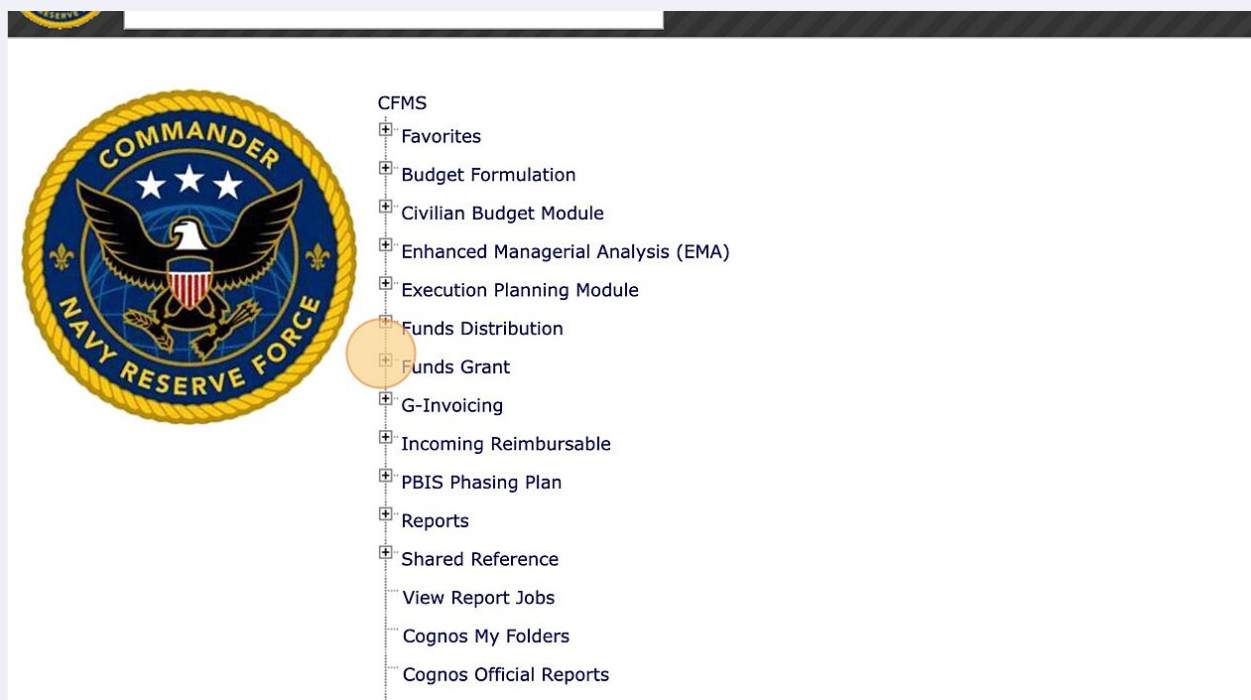 RESERVE
COMMANDER
NAVY RESERVE FORCE
CFMS
Favorites
Budget Formulation
Civilian Budget Module
Enhanced Managerial Analysis (EMA)
Execution Planning Module
Funds Distribution
Funds Grant
G-Invoicing
Incoming Reimbursable
PBIS Phasing Plan
Reports
Shared Reference
View Report Jobs
Cognos My Folders
Cognos Official Reports